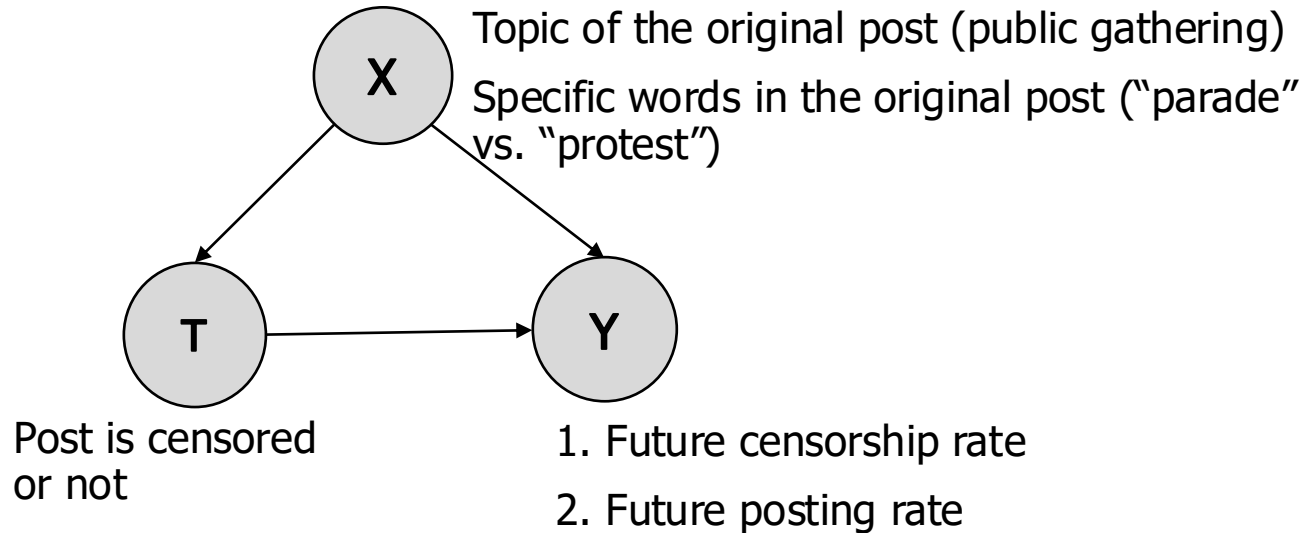 X
Topic of the original post (public gathering)
Specific words in the original post (“parade”
vs. “protest”)
T
Y
Post is censored
or not
1. Future censorship rate
2. Future posting rate